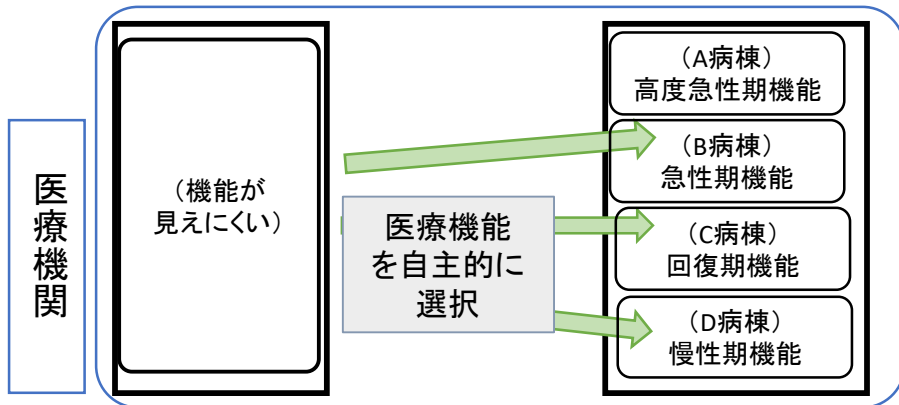 医療機関
（機能が
見えにくい）
医療機能
を自主的に
選択
（A病棟）
高度急性期機能
（B病棟）
急性期機能
（C病棟）
回復期機能
（D病棟）
慢性期機能